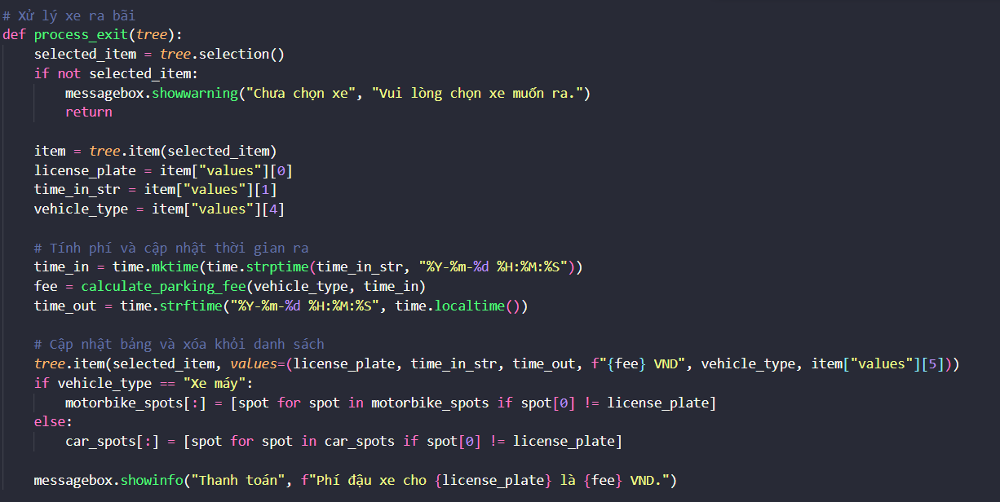 # Xử lý xe ra bãi
def process_exit(tree):
    selected_item = tree.selection()
    if not selected_item:
        messagebox.showwarning("Chưa chọn xe", "Vui lòng chọn xe muốn ra.")
        return

    item = tree.item(selected_item)
    license_plate = item["values"][0]
    time_in_str = item["values"][1]
    vehicle_type = item["values"][4]

    # Tính phí và cập nhật thời gian ra
    time_in = time.mktime(time.strptime(time_in_str, "%Y-%m-%d %H:%M:%S"))
    fee = calculate_parking_fee(vehicle_type, time_in)
    time_out = time.strftime("%Y-%m-%d %H:%M:%S", time.localtime())

    # Cập nhật bảng và xóa khỏi danh sách
    tree.item(selected_item, values=(license_plate, time_in_str, time_out, f"{fee} VND", vehicle_type, item["values"][5]))
    if vehicle_type == "Xe máy":
        motorbike_spots[:] = [spot for spot in motorbike_spots if spot[0] != license_plate]
    else:
        car_spots[:] = [spot for spot in car_spots if spot[0] != license_plate]

    messagebox.showinfo("Thanh toán", f"Phí đậu xe cho {license_plate} là {fee} VND.")